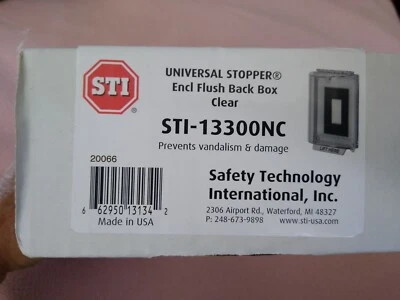 STI
UNIVERSAL STOPPER®
Encl Flush Back Box
Clear
STI-13300NC
Prevents vandalism & damage
20066
6 62950 13134 2
Made in USA
Safety Technology
International, Inc.
2306 Airport Rd., Waterford, MI 48327
P: 248-673-9898 www.sti-usa.com